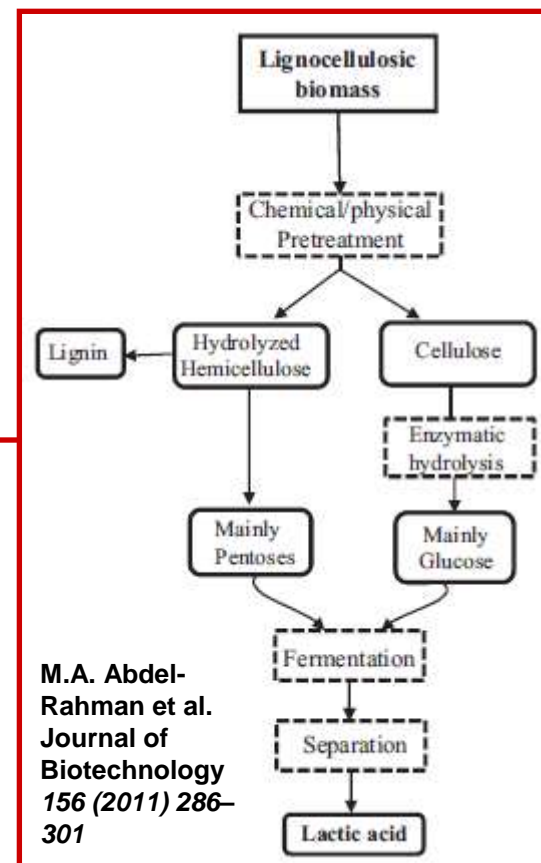 Lignocellulosic
biomass
Chemical/physical
Pretreatment
Lignin
Hydrolyzed
Hemicellulose
Cellulose
Enzymatic
hydrolysis
Mainly
Pentoses
Mainly
Glucose
Fermentation
Separation
Lactic acid
M.A. Abdel-
Rahman et al.
Journal of
Biotechnology
156 (2011) 286–
301